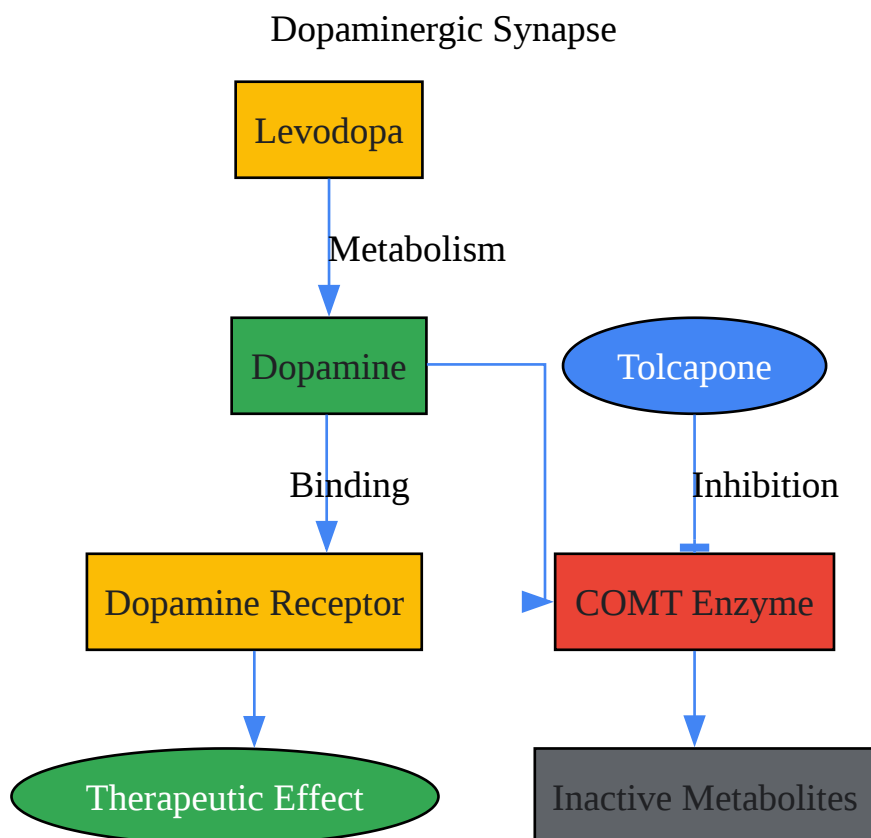 Dopaminergic Synapse
Levodopa
Metabolism
Dopamine
Tolcapone
Binding
Inhibition
Dopamine Receptor
COMT Enzyme
Therapeutic Effect
Inactive Metabolites